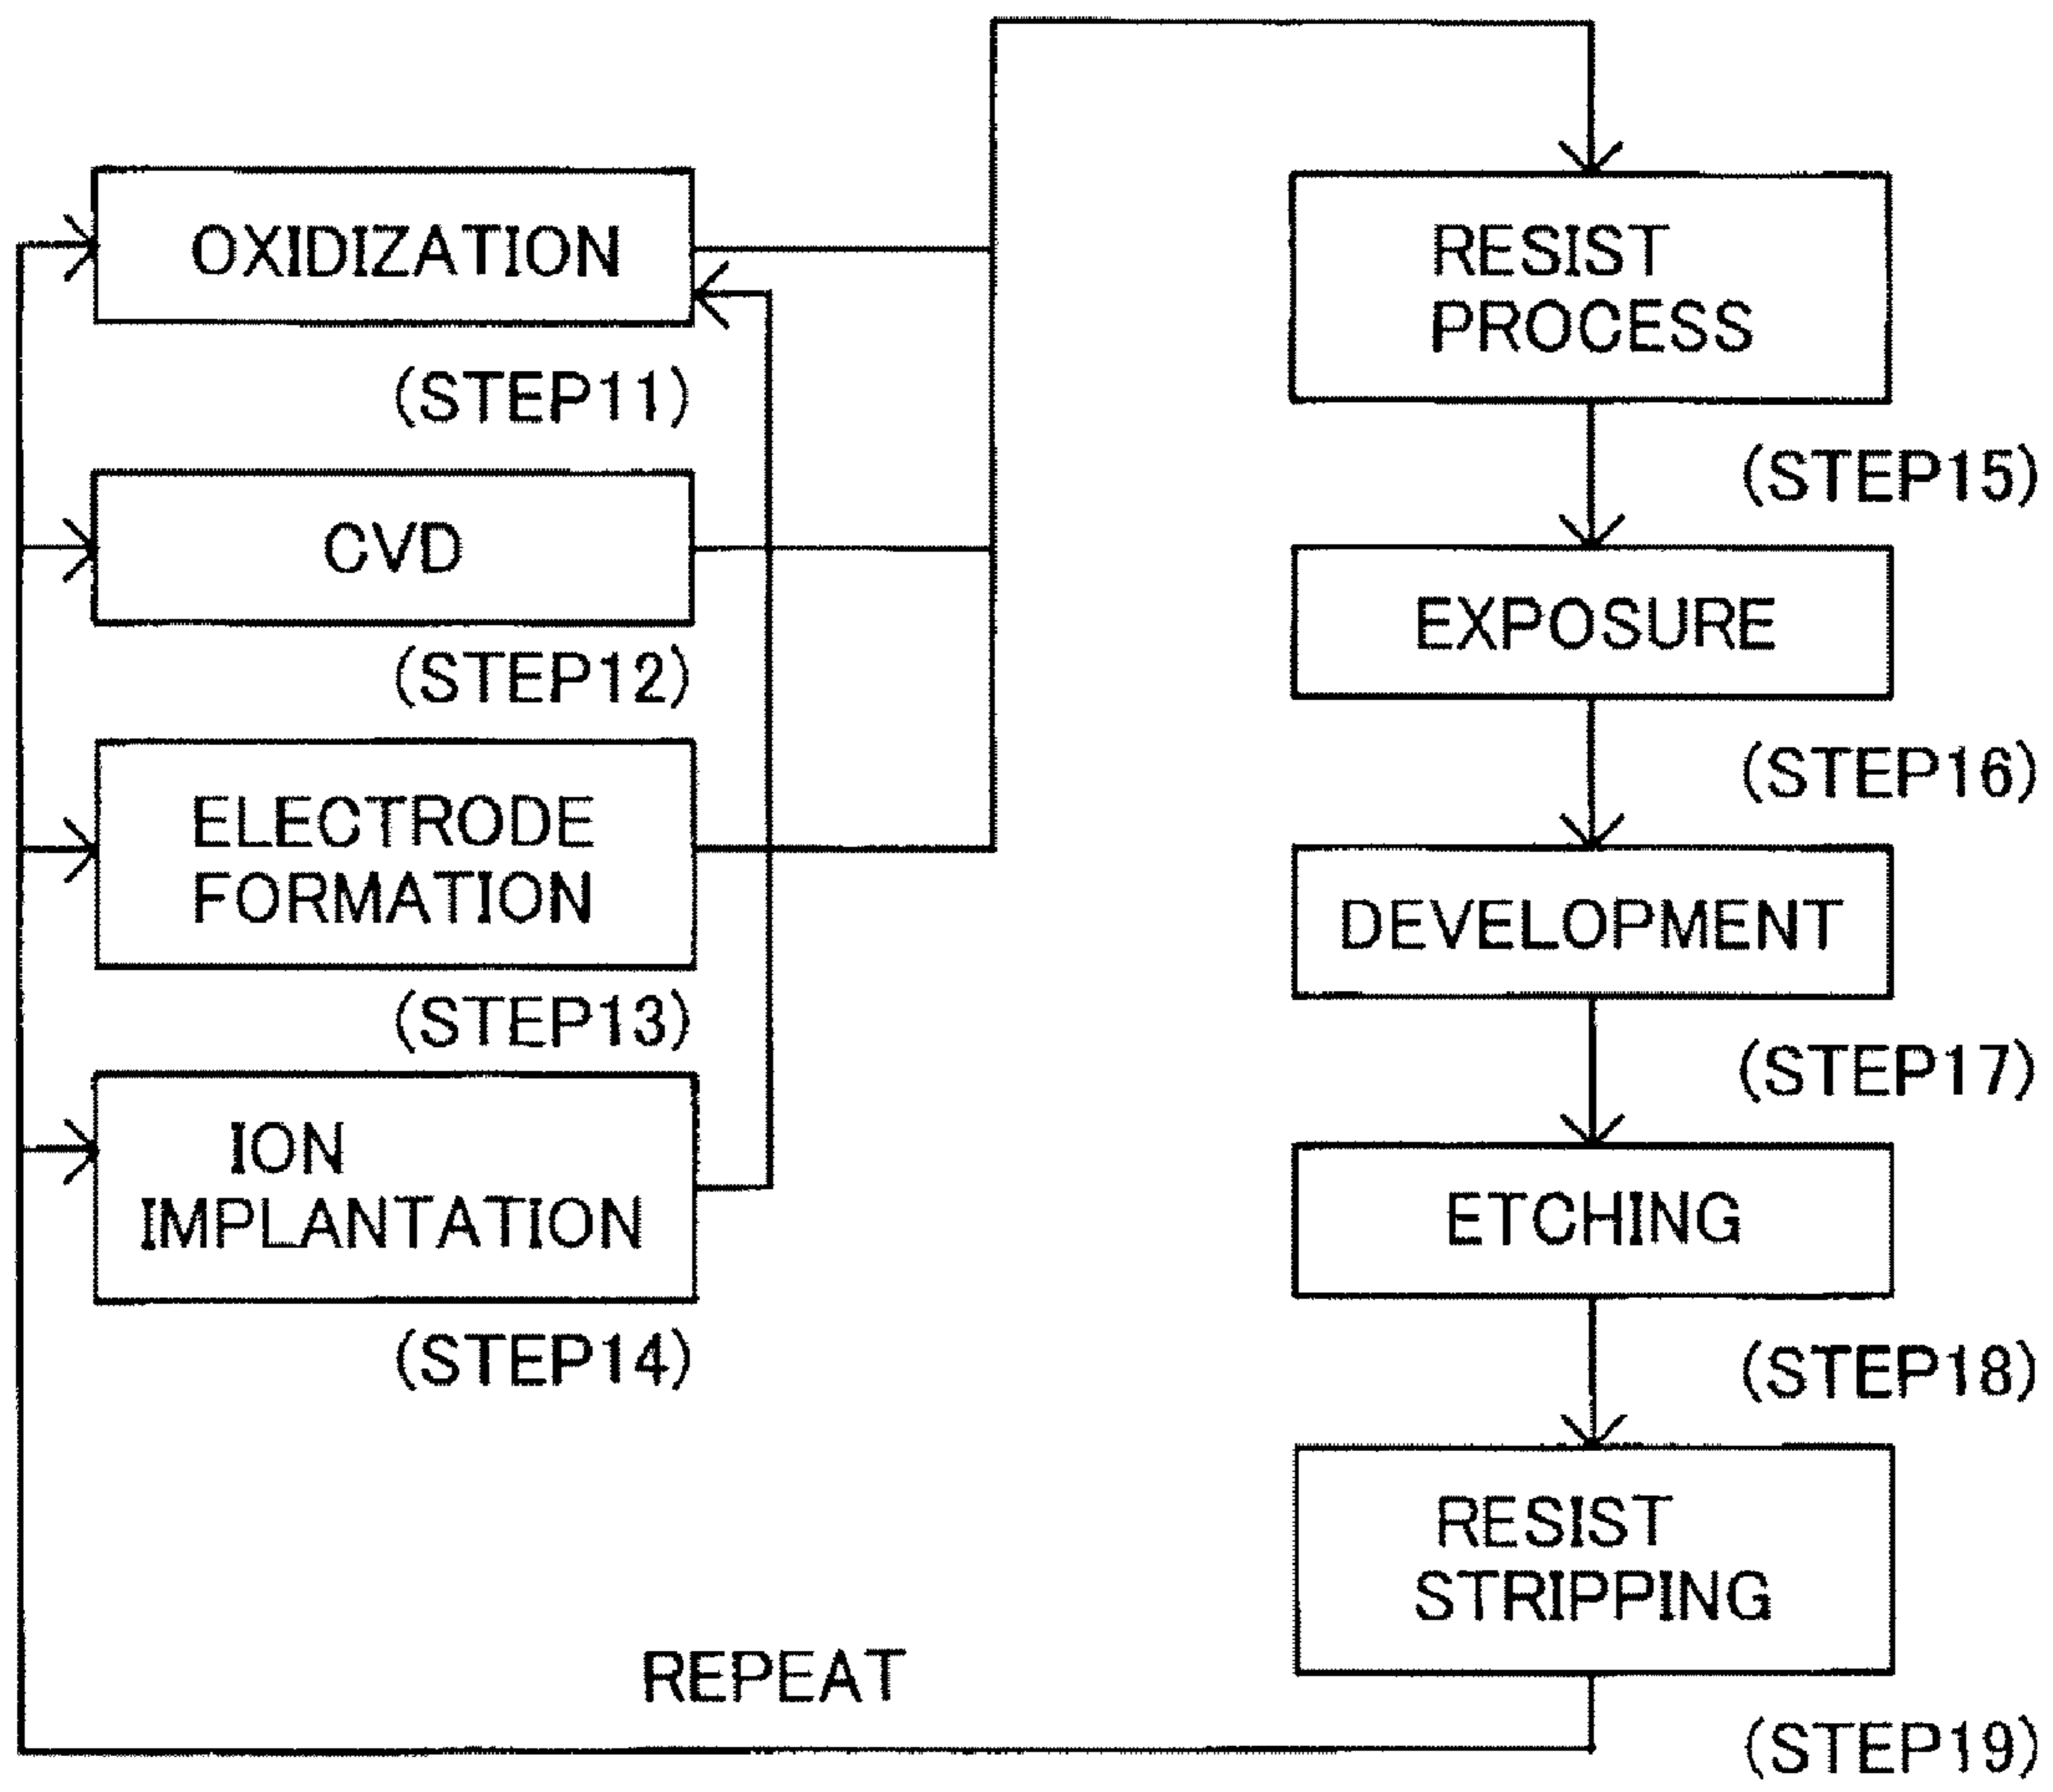 OXIDIZATION
(STEP11)
CVD
(STEP12)
ELECTRODE
FORMATION
(STEP13)
ION
IMPLANTATION
(STEP14)
RESIST
PROCESS
(STEP15)
EXPOSURE
(STEP16)
DEVELOPMENT
(STEP17)
ETCHING
(STEP18)
RESIST
STRIPPING
(STEP19)
REPEAT